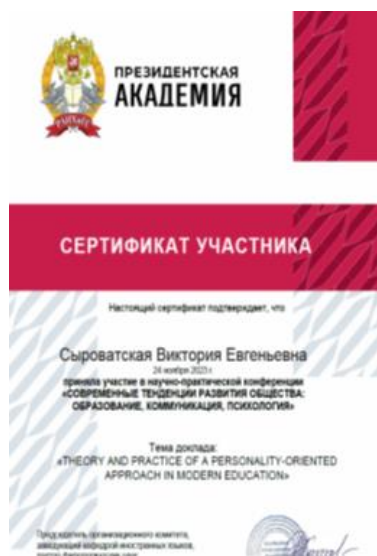 ПРЕЗИДЕНТСКАЯ
АКАДЕМИЯ
РАНХиГС
СЕРТИФИКАТ УЧАСТНИКА
Настоящий сертификат подтверждает, что
Сыроватская Виктория Евгеньевна
24 ноября 2023 г.
приняла участие в научно-практической конференции
«СОВРЕМЕННЫЕ ТЕНДЕНЦИИ РАЗВИТИЯ ОБЩЕСТВА:
ОБРАЗОВАНИЕ, КОММУНИКАЦИЯ, ПСИХОЛОГИЯ»
Тема доклада:
«THEORY AND PRACTICE OF A PERSONALITY-ORIENTED
APPROACH IN MODERN EDUCATION»
Председатель организационного комитета,
заведующий кафедрой иностранных языков,